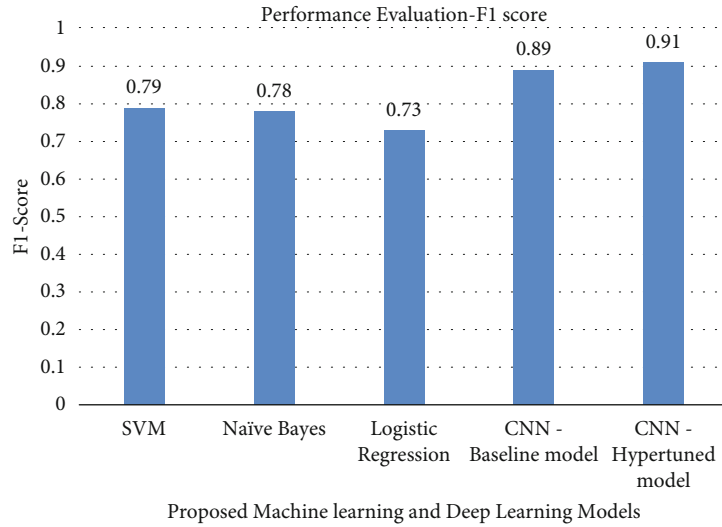 Performance Evaluation-F1 score
1
0.9
0.8
0.7
0.6
0.5
0.4
0.3
0.2
0.1
0
F1-Score
0.79
0.78
0.73
0.89
0.91
SVM
Naïve Bayes
Logistic
Regression
CNN -
Baseline model
CNN -
Hypertuned
model
Proposed Machine learning and Deep Learning Models